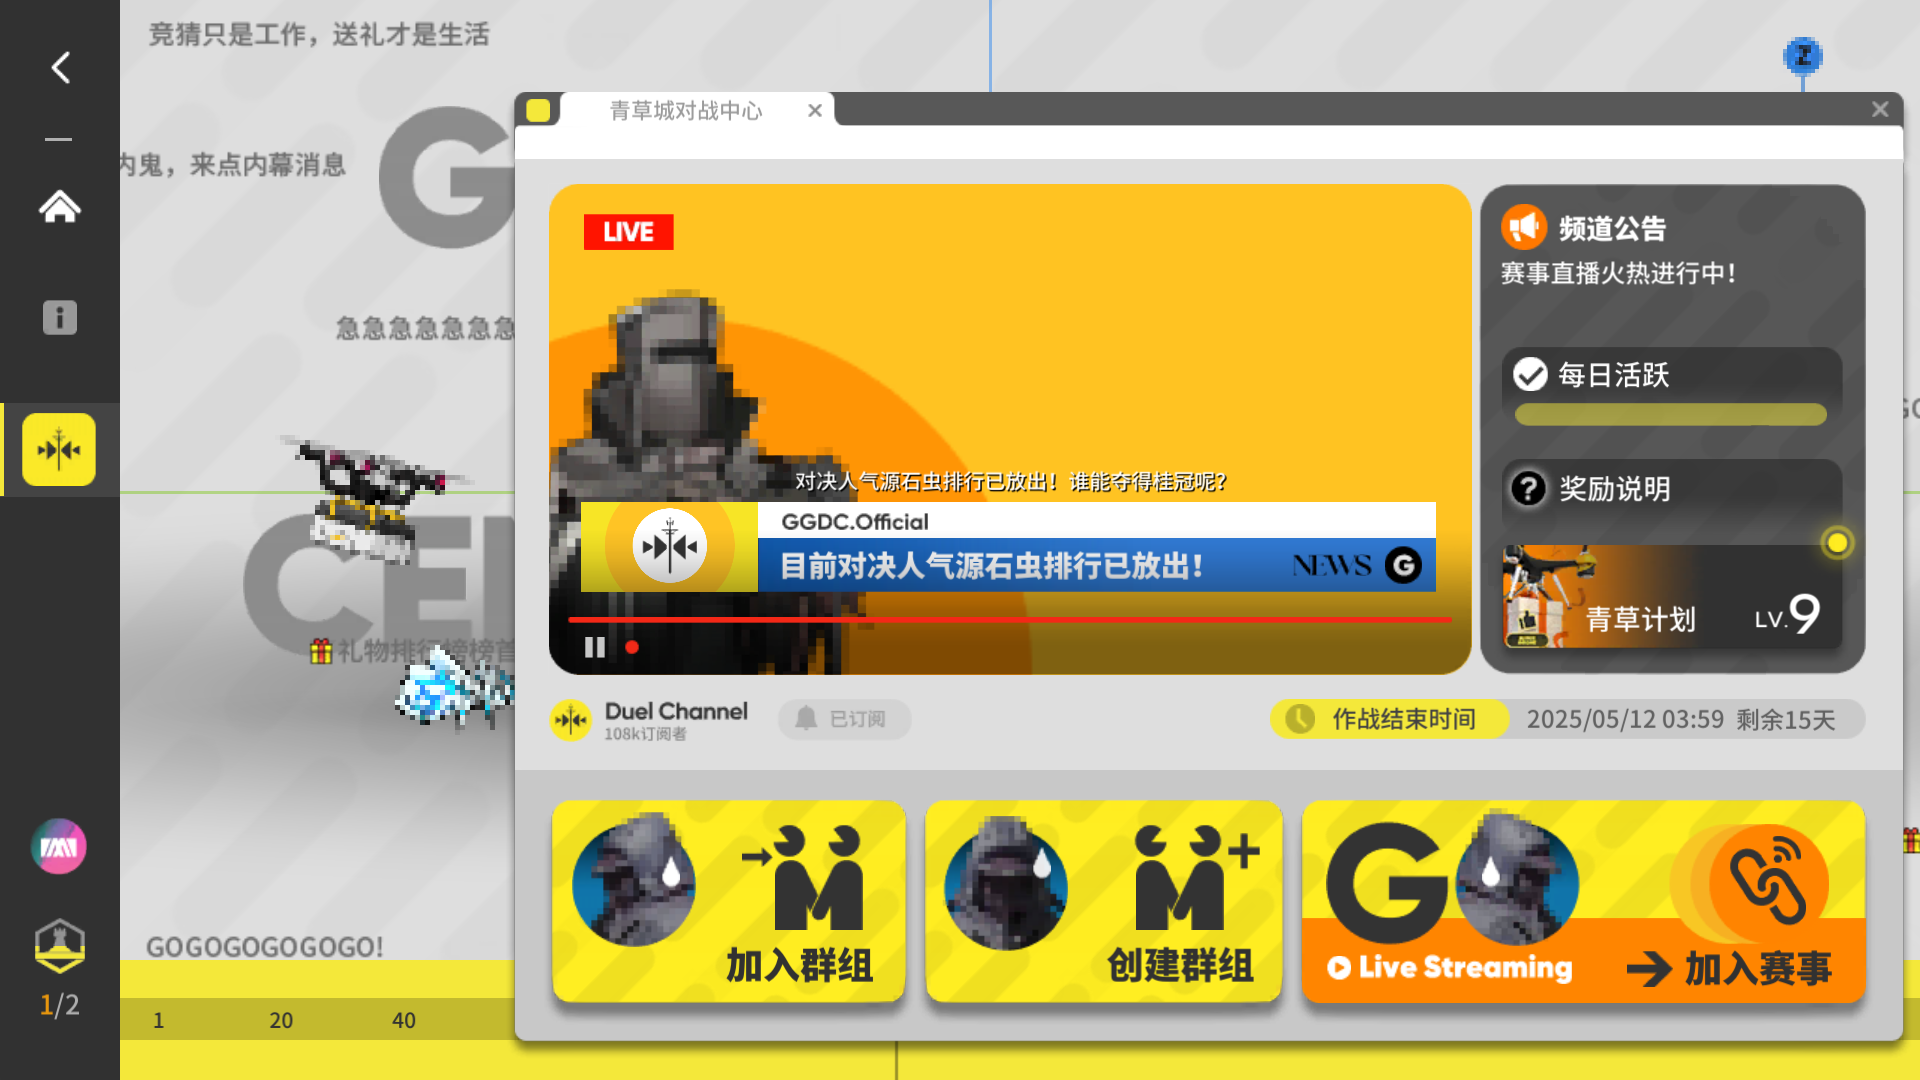 竞猜只是工作，送礼才是生活
Z
青草城对战中心
内鬼，来点内幕消息
G
LIVE
频道公告
赛事直播火热进行中！
急急急急急急急
每日活跃
对决人气源石虫排行已放出！谁能夺得桂冠呢？
奖励说明
GGDC.Official
目前对决人气源石虫排行已放出！
NEWS G
CEN
青草计划
LV.9
礼物排行榜榜首
Duel Channel
108k订阅者
已订阅
作战结束时间
2025/05/12 03:59 剩余15天
GOGOGOGOGOGO!
加入群组
创建群组
G
Live Streaming
加入赛事
1/2
1
20
40